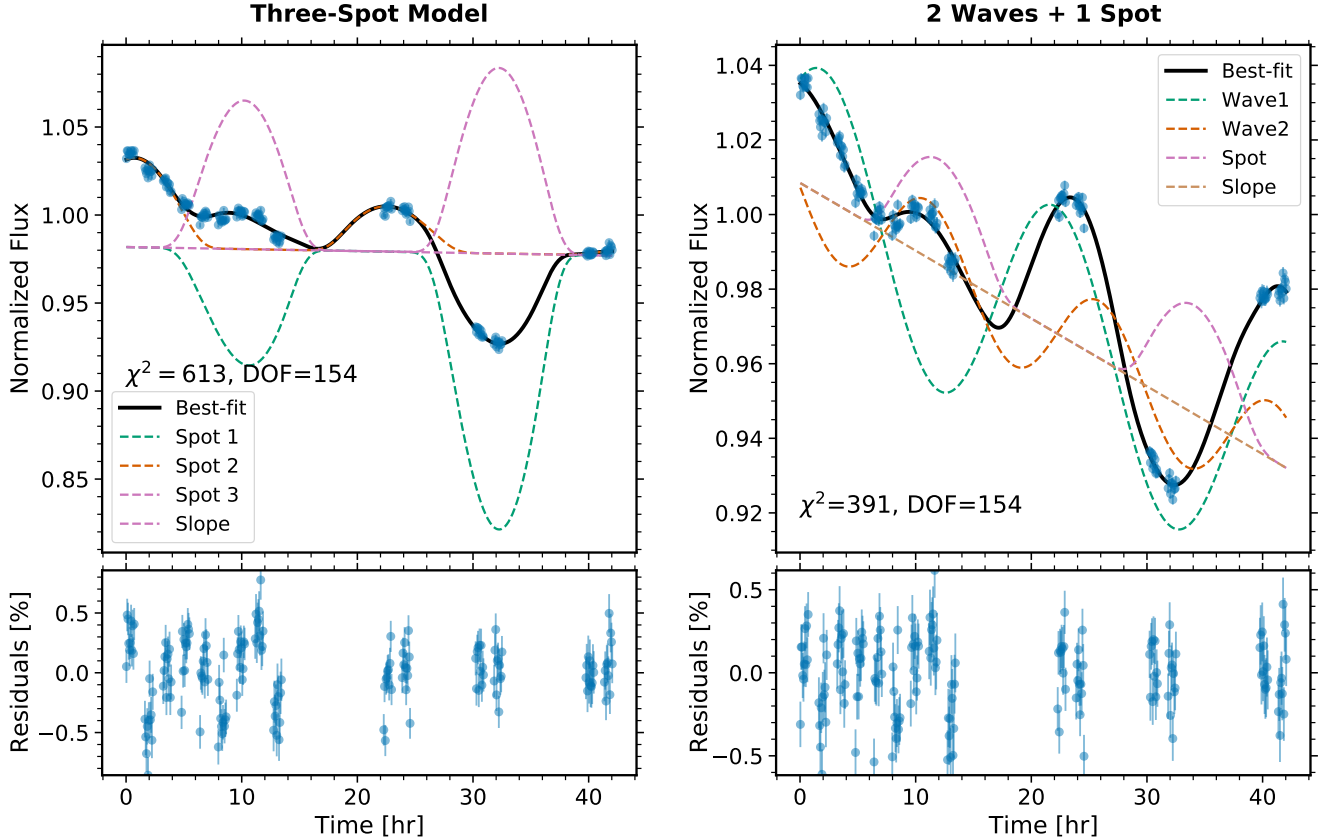 Three-Spot Model
Normalized Flux
1.05
1.00
0.95
0.90
0.85
χ² = 613, DOF=154
Best-fit
Spot 1
Spot 2
Spot 3
Slope
Residuals [%]
0.5
0.0
−0.5
0
10
20
30
40
Time [hr]
2 Waves + 1 Spot
Normalized Flux
1.04
1.02
1.00
0.98
0.96
0.94
0.92
Best-fit
Wave1
Wave2
Spot
Slope
χ²=391, DOF=154
Residuals [%]
0.5
0.0
−0.5
0
10
20
30
40
Time [hr]